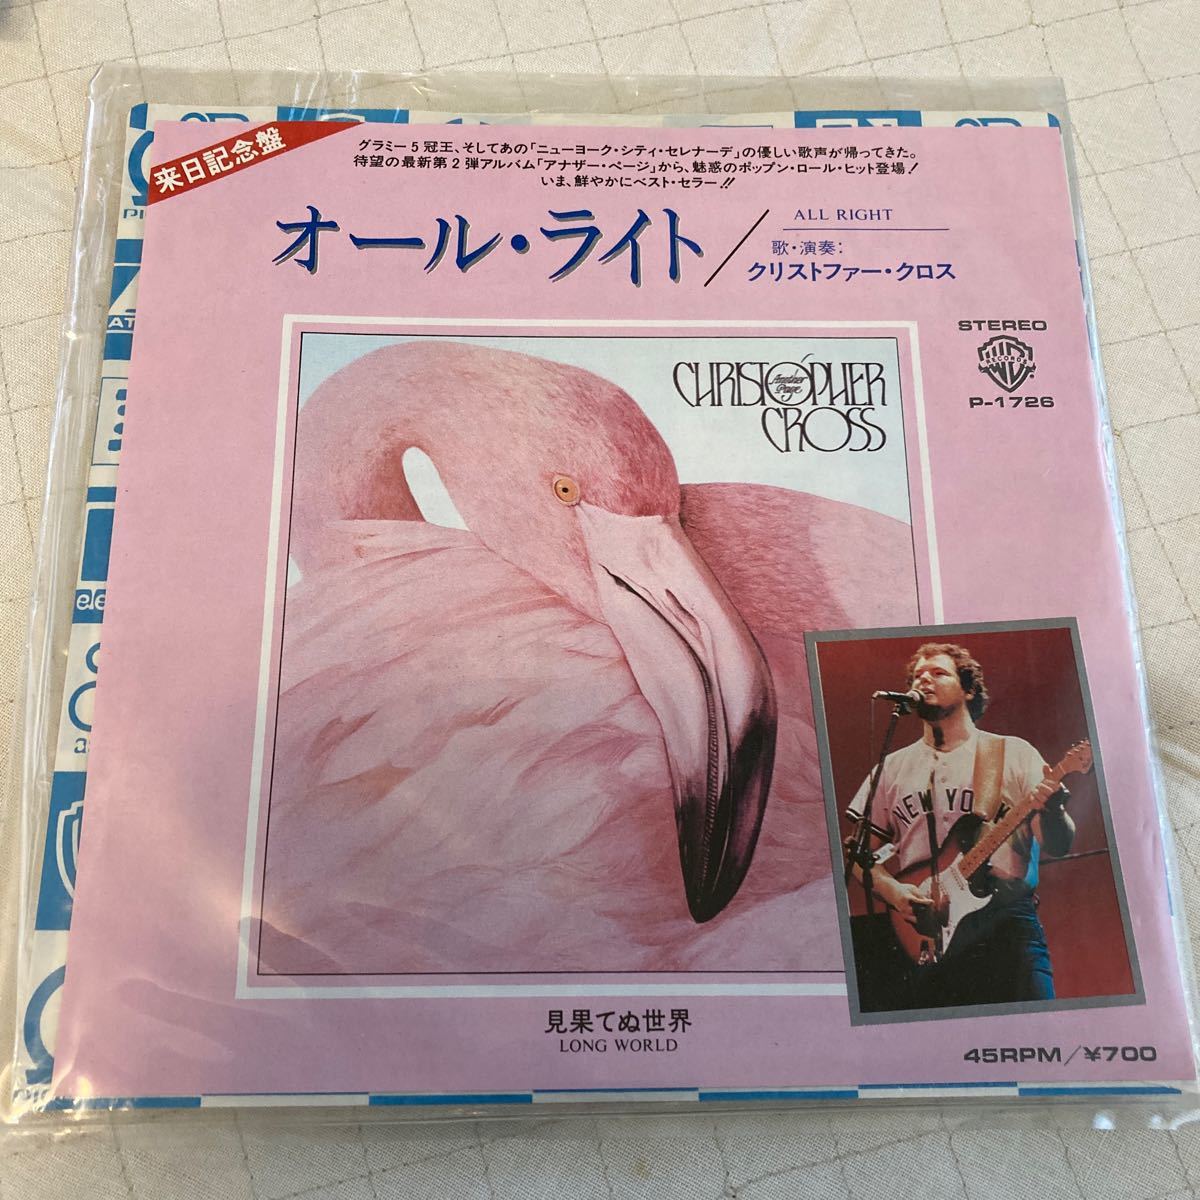 来日記念盤
グラミー5冠王、そしてあの「ニューヨーク・シティ・セレナーデ」の優しい歌声が帰ってきた。
待望の最新第2弾アルバム「アナザー・ページ」から、魅惑のポップン・ロール・ヒット登場!
いま、鮮やかにベスト・セラー!!
オール・ライト/
ALL RIGHT
歌・演奏:
クリストファー・クロス
STEREO
RECORDS
P-1726
CHRISTOPHER
Another
Page
CROSS
NEW YO K
見果てぬ世界
LONG WORLD
45RPM/¥700